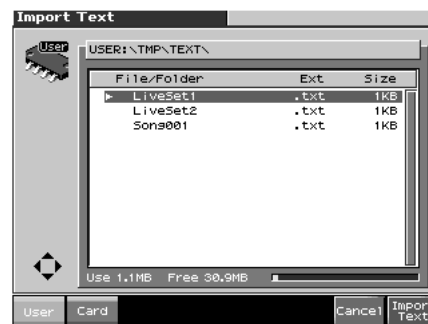 Import Text
User
USER:\TMP\TEXT\
File/Folder Ext Size
LiveSet1 .txt 1KB
LiveSet2 .txt 1KB
Song001 .txt 1KB
Use 1.1MB Free 30.9MB
User Card Cancel Impor
Text